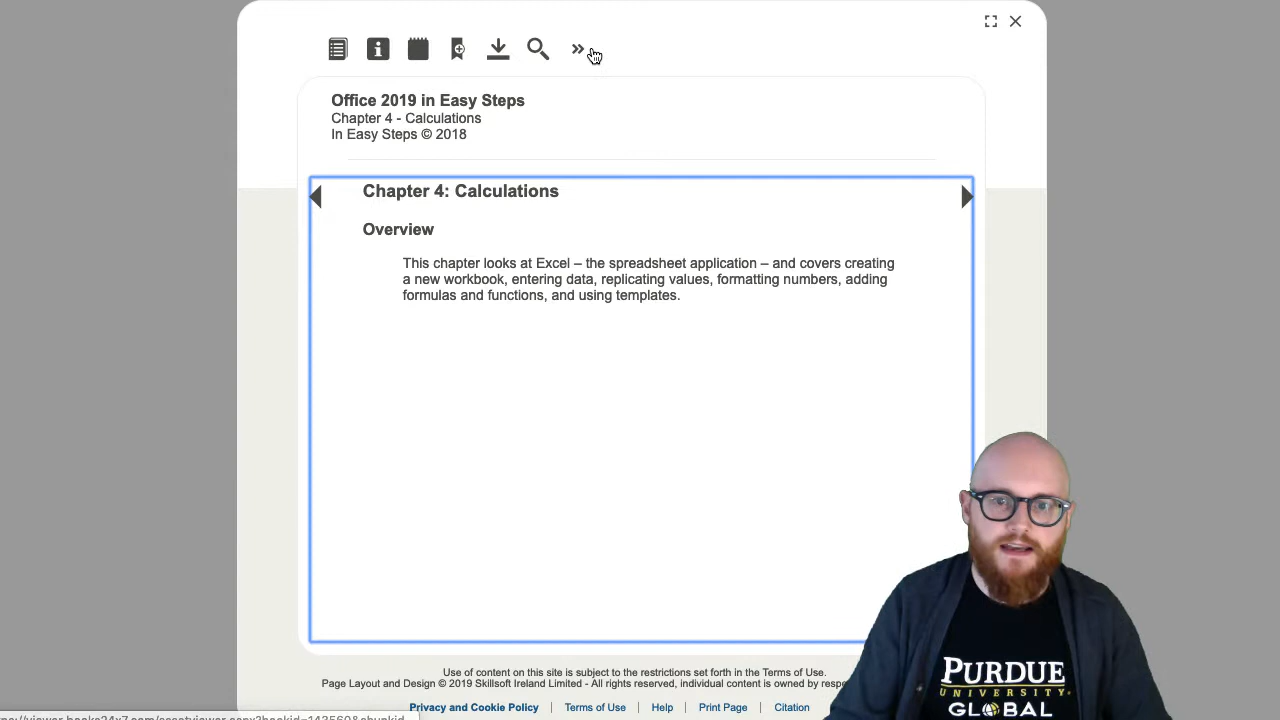 Office 2019 in Easy Steps
Chapter 4 - Calculations
In Easy Steps © 2018
Chapter 4: Calculations
Overview
This chapter looks at Excel – the spreadsheet application – and covers creating
a new workbook, entering data, replicating values, formatting numbers, adding
formulas and functions, and using templates.
Use of content on this site is subject to the restrictions set forth in the Terms of Use.
Page Layout and Design © 2019 Skillsoft Ireland Limited - All rights reserved, individual content is owned by
Privacy and Cookie Policy | Terms of Use | Help | Print Page | Citation
PURDUE
UNIVERSITY
GLOBAL